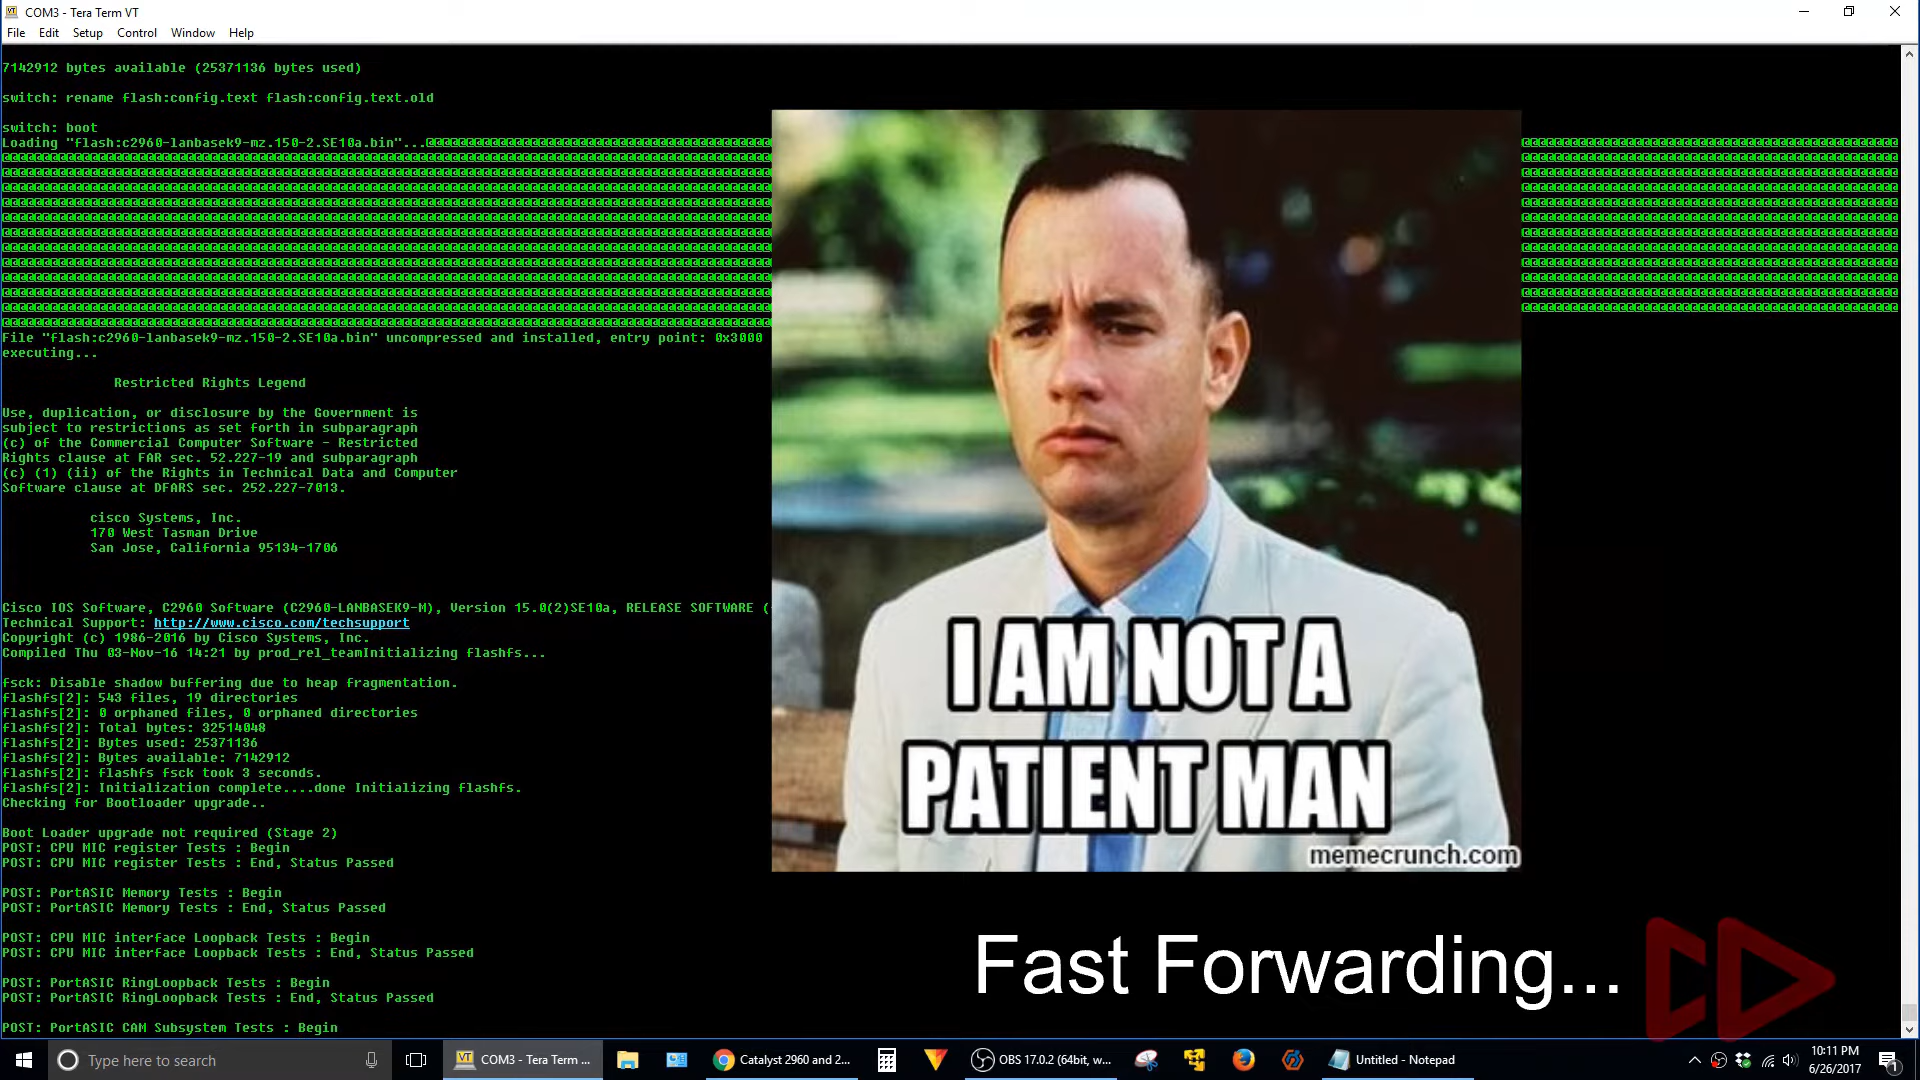 COM3 - Tera Term VT
File Edit Setup Control Window Help
7142912 bytes available (25371136 bytes used)
switch: rename flash:config.text flash:config.text.old
switch: boot
Loading "flash:c2960-lanbasek9-mz.150-2.SE10a.bin"...
File "flash:c2960-lanbasek9-mz.150-2.SE10a.bin" uncompressed and installed, entry point: 0x3000
executing...
Restricted Rights Legend
Use, duplication, or disclosure by the Government is
subject to restrictions as set forth in subparagraph
(c) of the Commercial Computer Software - Restricted
Rights clause at FAR sec. 52.227-19 and subparagraph
(c) (1) (ii) of the Rights in Technical Data and Computer
Software clause at DFARS sec. 252.227-7013.
cisco Systems, Inc.
170 West Tasman Drive
San Jose, California 95134-1706
Cisco IOS Software, C2960 Software (C2960-LANBASEK9-M), Version 15.0(2)SE10a, RELEASE SOFTWARE (
Technical Support: http://www.cisco.com/techsupport
Copyright (c) 1986-2016 by Cisco Systems, Inc.
Compiled Thu 03-Nov-16 14:21 by prod_rel_teamInitializing flashfs...
fsck: Disable shadow buffering due to heap fragmentation.
flashfs[2]: 543 files, 19 directories
flashfs[2]: 0 orphaned files, 0 orphaned directories
flashfs[2]: Total bytes: 32514048
flashfs[2]: Bytes used: 25371136
flashfs[2]: Bytes available: 7142912
flashfs[2]: flashfs fsck took 3 seconds.
flashfs[2]: Initialization complete....done Initializing flashfs.
Checking for Bootloader upgrade..
Boot Loader upgrade not required (Stage 2)
POST: CPU MIC register Tests : Begin
POST: CPU MIC register Tests : End, Status Passed
POST: PortASIC Memory Tests : Begin
POST: PortASIC Memory Tests : End, Status Passed
POST: CPU MIC interface Loopback Tests : Begin
POST: CPU MIC interface Loopback Tests : End, Status Passed
POST: PortASIC RingLoopback Tests : Begin
POST: PortASIC RingLoopback Tests : End, Status Passed
POST: PortASIC CAM Subsystem Tests : Begin
I AM NOT A
PATIENT MAN
memecrunch.com
Fast Forwarding...
Type here to search
COM3 - Tera Term ...
Catalyst 2960 and 2...
OBS 17.0.2 (64bit, w...
Untitled - Notepad
10:11 PM
6/26/2017
1